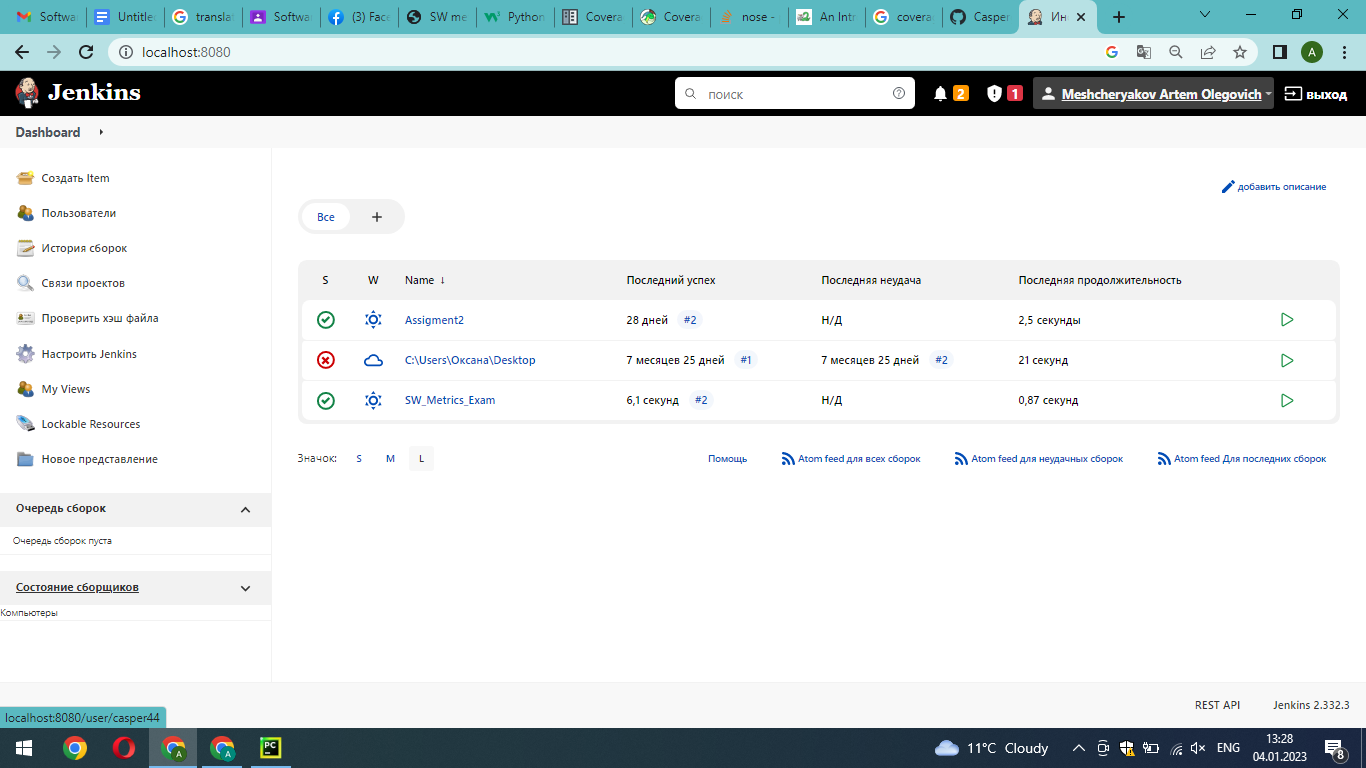 Softwa
Untitle
translat
Softwa
(3) Fac
SW me
Python
Covera
Covera
nose -
An Intr
covera
Casper
Ин
localhost:8080
A
Jenkins
поиск
2
1
Meshcheryakov Artem Olegovich
выход
Dashboard
Создать Item
Пользователи
История сборок
Связи проектов
Проверить хэш файла
Настроить Jenkins
My Views
Lockable Resources
Новое представление
Очередь сборок
Очередь сборок пуста
Состояние сборщиков
Компьютеры
добавить описание
Все +
S W Name ↓ Последний успех Последняя неудача Последняя продолжительность
Assigment2 28 дней #2 Н/Д 2,5 секунды
C:\Users\Оксана\Desktop 7 месяцев 25 дней #1 7 месяцев 25 дней #2 21 секунд
SW_Metrics_Exam 6,1 секунд #2 Н/Д 0,87 секунд
Значок: S M L Помощь Atom feed для всех сборок Atom feed для неудачных сборок Atom feed Для последних сборок
REST API Jenkins 2.332.3
localhost:8080/user/casper44
11°C Cloudy ENG 13:28
04.01.2023
8